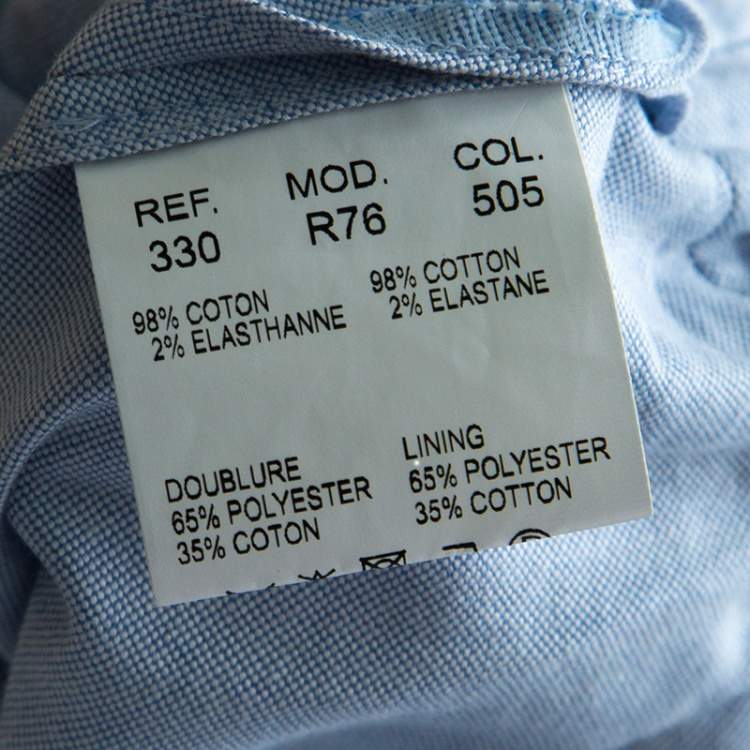 REF. MOD. COL.
330 R76 505
98% COTON
2% ELASTHANNE
98% COTTON
2% ELASTANE
DOUBLURE
65% POLYESTER
35% COTON
LINING
65% POLYESTER
35% COTTON